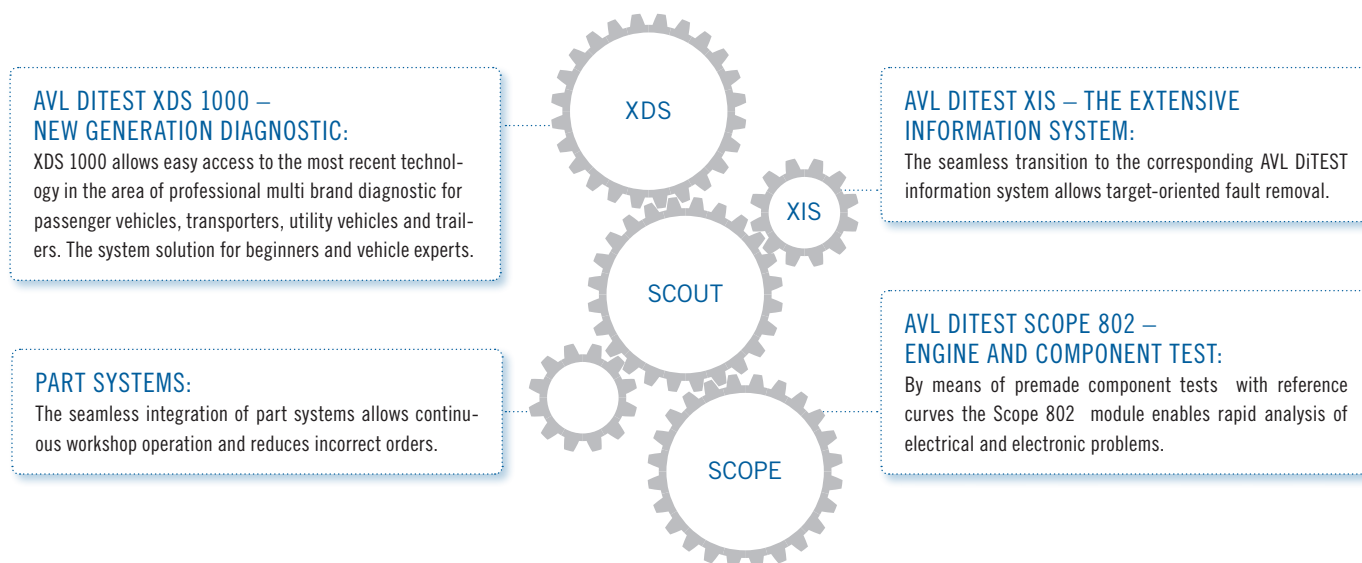 AVL DITEST XDS 1000 –
NEW GENERATION DIAGNOSTIC:
XDS 1000 allows easy access to the most recent technol-
ogy in the area of professional multi brand diagnostic for
passenger vehicles, transporters, utility vehicles and trail-
ers. The system solution for beginners and vehicle experts.
PART SYSTEMS:
The seamless integration of part systems allows continu-
ous workshop operation and reduces incorrect orders.
XDS
XIS
SCOUT
SCOPE
AVL DITEST XIS – THE EXTENSIVE
INFORMATION SYSTEM:
The seamless transition to the corresponding AVL DiTEST
information system allows target-oriented fault removal.
AVL DITEST SCOPE 802 –
ENGINE AND COMPONENT TEST:
By means of premade component tests with reference
curves the Scope 802 module enables rapid analysis of
electrical and electronic problems.